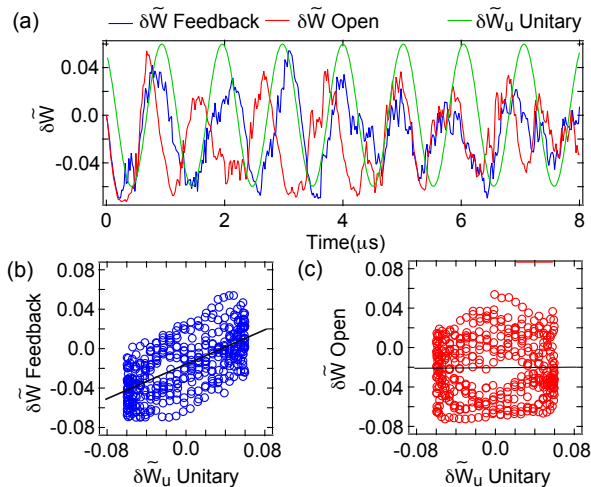 (a) δW̃ Feedback δW̃ Open δW̃ᵤ Unitary
0.04
0.0
-0.04
δW̃
0 2 4 6 8
Time(μs)
(b) (c)
0.08 0.08
0.04 0.04
0.0 0.0
-0.04 -0.04
-0.08 -0.08
δW̃ Feedback δW̃ Open
-0.08 0.0 0.08 -0.08 0.0 0.08
δW̃ᵤ Unitary δW̃ᵤ Unitary